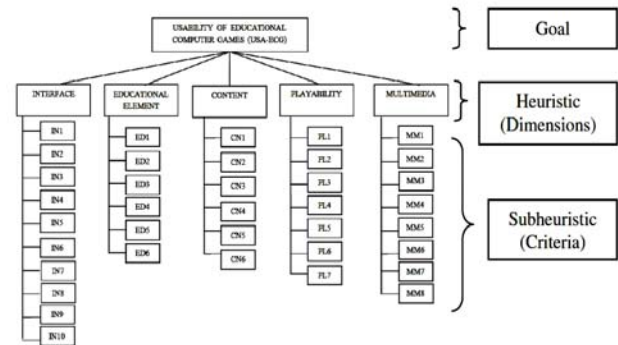 USABILITY OF EDUCATIONAL
COMPUTER GAMES (USA-ECG)
Goal
INTERFACE
EDUCATIONAL
ELEMENT
CONTENT
PLAYABILITY
MULTIMEDIA
Heuristic
(Dimensions)
IN1
IN2
IN3
IN4
IN5
IN6
IN7
IN8
IN9
IN10
ED1
ED2
ED3
ED4
ED5
ED6
CN1
CN2
CN3
CN4
CN5
CN6
PL1
PL2
PL3
PL4
PL5
PL6
PL7
MM1
MM2
MM3
MM4
MM5
MM6
MM7
MM8
Subheuristic
(Criteria)